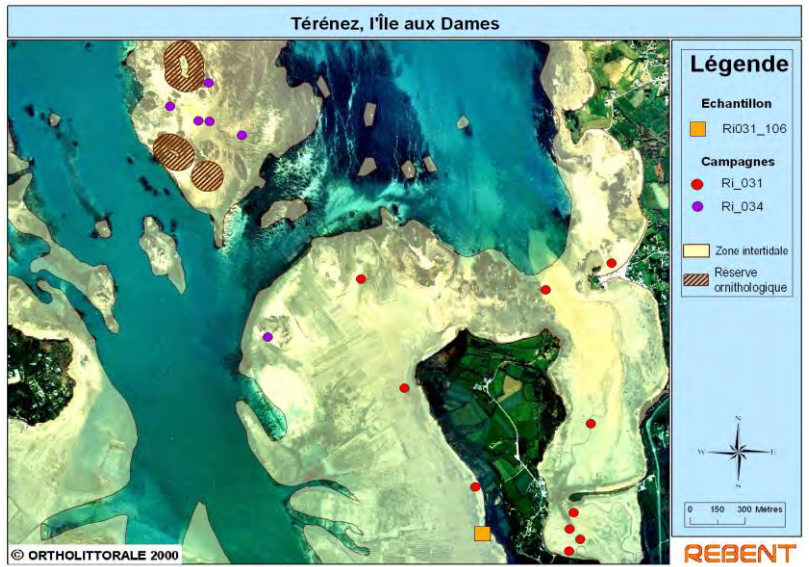 Térénez, l'Île aux Dames
Légende
Echantillon
Ri031_106
Campagnes
Ri_031
Ri_034
Zone intertidale
Réserve
ornithologique
N
W E
S
0 150 300 Mètres
© ORTHOLITTORALE 2000
REBENT